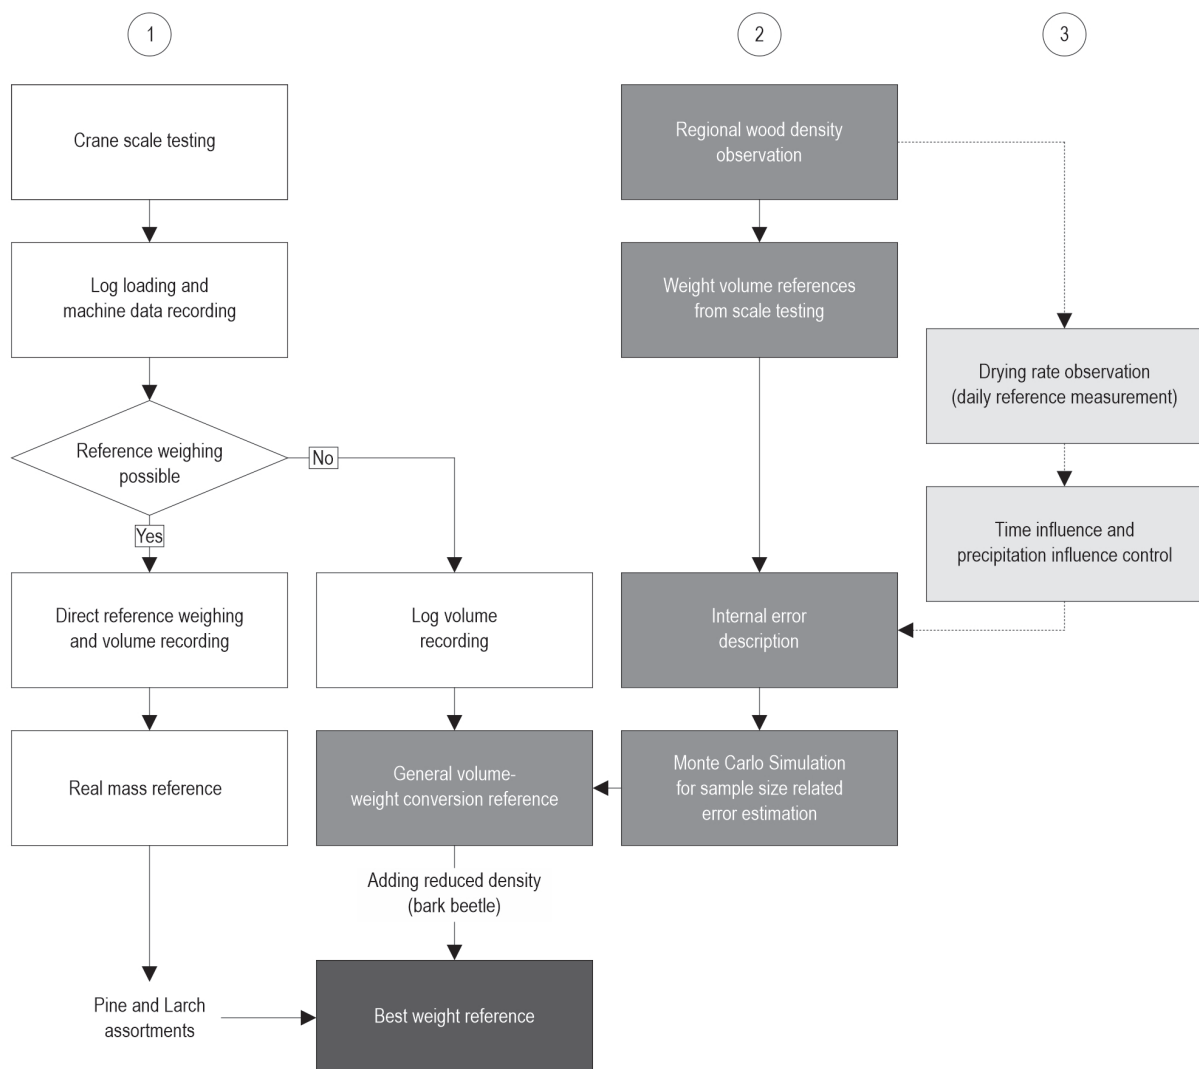 1
2
3
Crane scale testing
Regional wood density
observation
Log loading and
machine data recording
Weight volume references
from scale testing
Drying rate observation
(daily reference measurement)
Reference weighing
possible
No
Yes
Time influence and
precipitation influence control
Direct reference weighing
and volume recording
Log volume
recording
Internal error
description
Real mass reference
General volume-
weight conversion reference
Monte Carlo Simulation
for sample size related
error estimation
Adding reduced density
(bark beetle)
Pine and Larch
assortments
Best weight reference